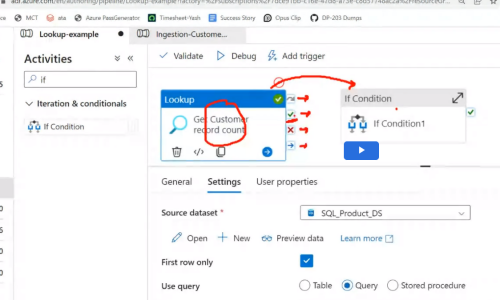 adf.azure.com/en/authoring/pipeline/Lookup-example?factory=
MCT
ate
Azure PassGenerator
Timesheet-Yash
Success Story
Opus Clip
DP-203 Dumps
Lookup-example
Ingestion-Custome...
Activities
Validate
Debug
Add trigger
if
Iteration & conditionals
If Condition
Lookup
Get Customer
record count
If Condition
If Condition1
General
Settings
User properties
Source dataset *
SQL_Product_DS
Open
New
Preview data
Learn more
First row only
Use query
Table
Query
Stored procedure